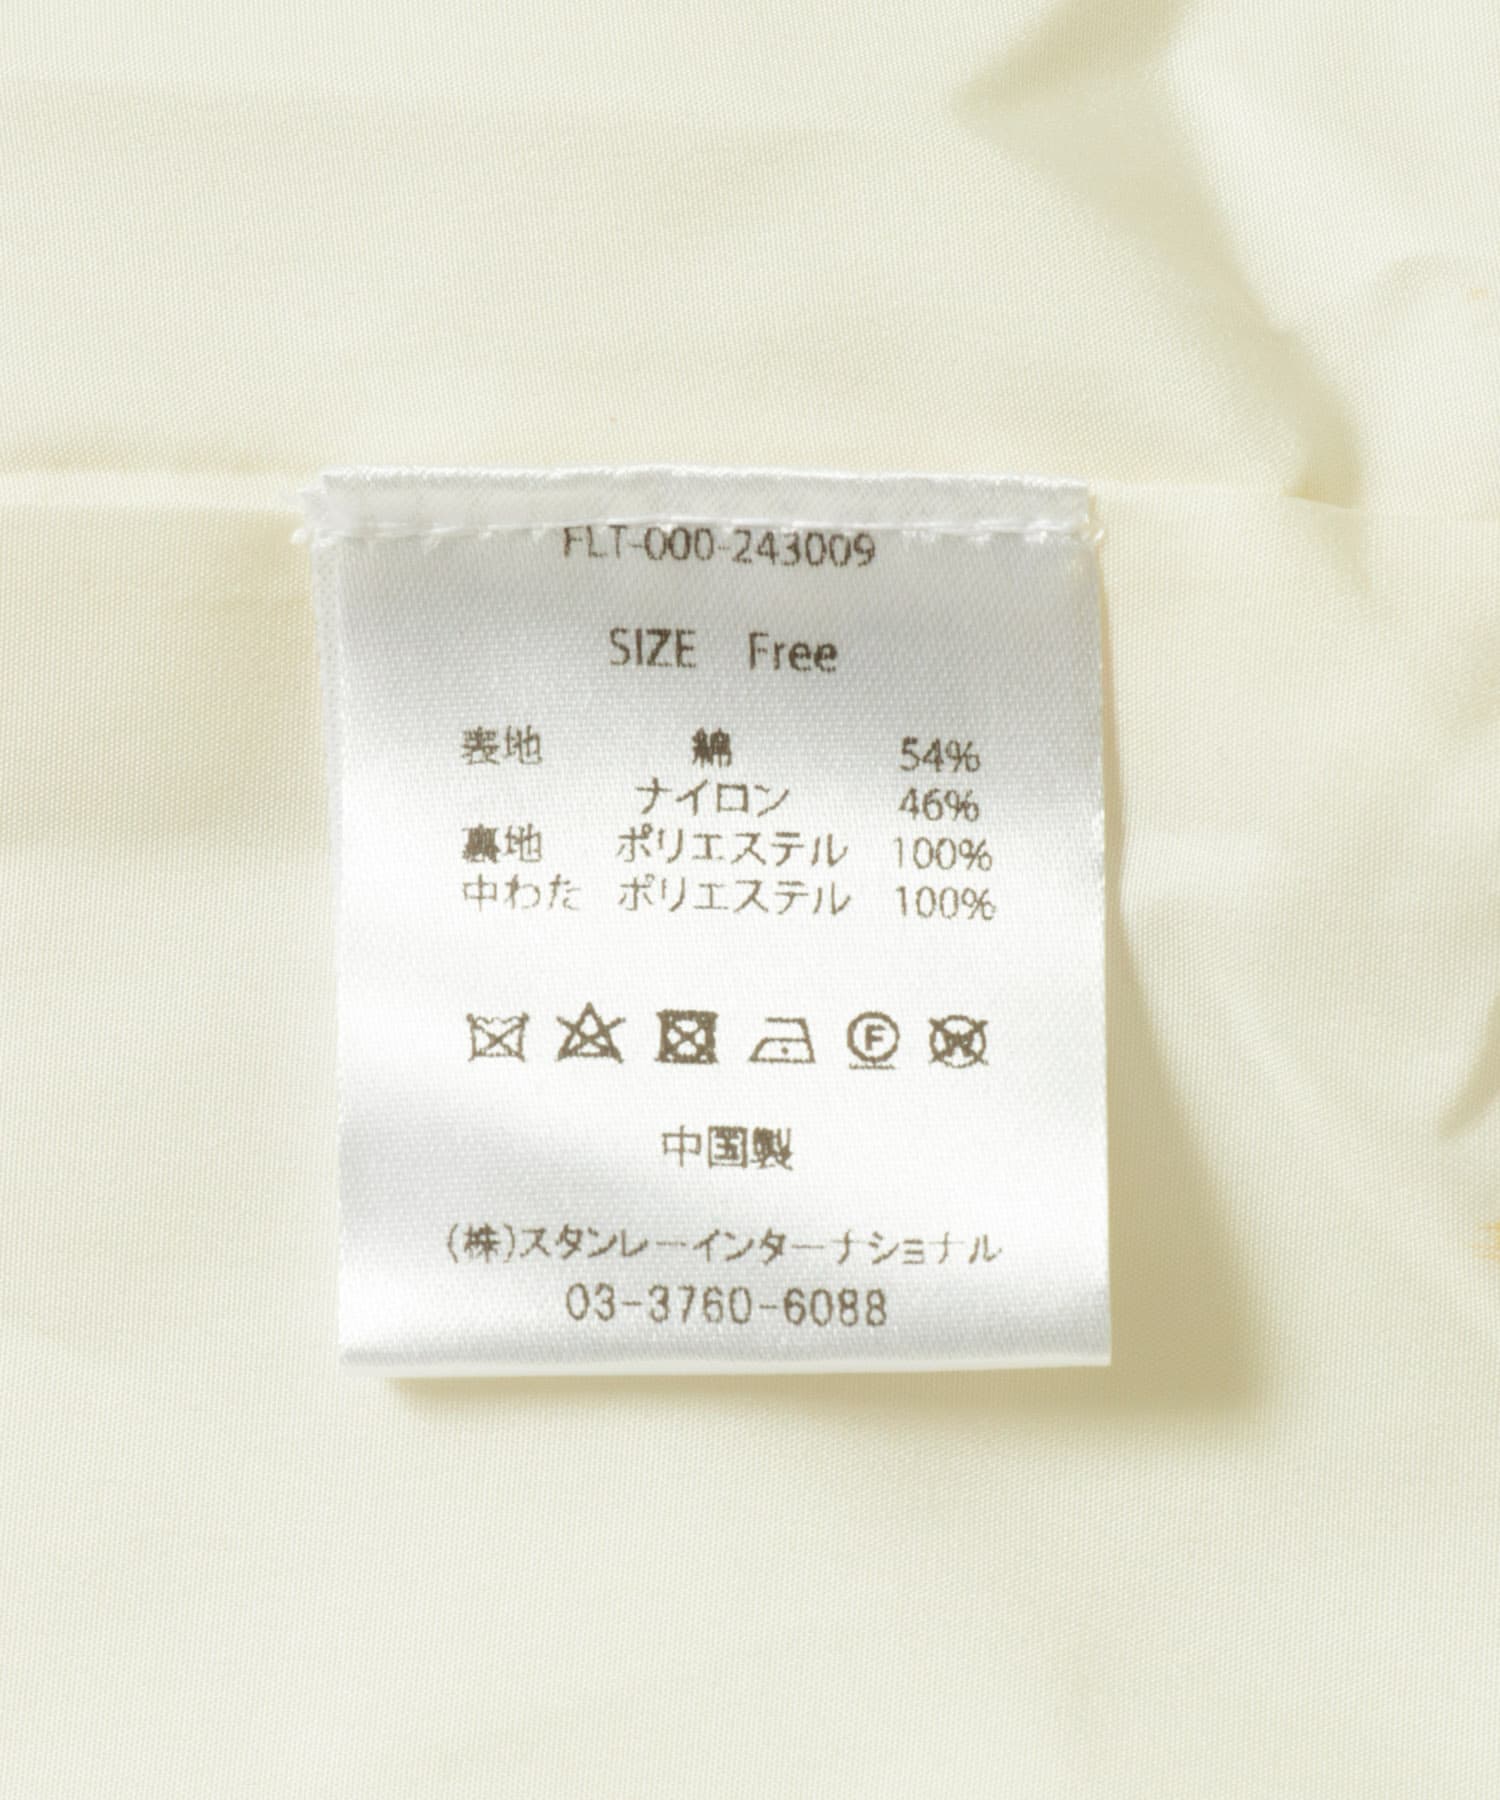 FLT-000-243009
SIZE Free
表地 綿 54%
ナイロン 46%
裏地 ポリエステル 100%
中わた ポリエステル 100%
F
W
中国製
(株)スタンレーインターナショナル
03-3760-6088